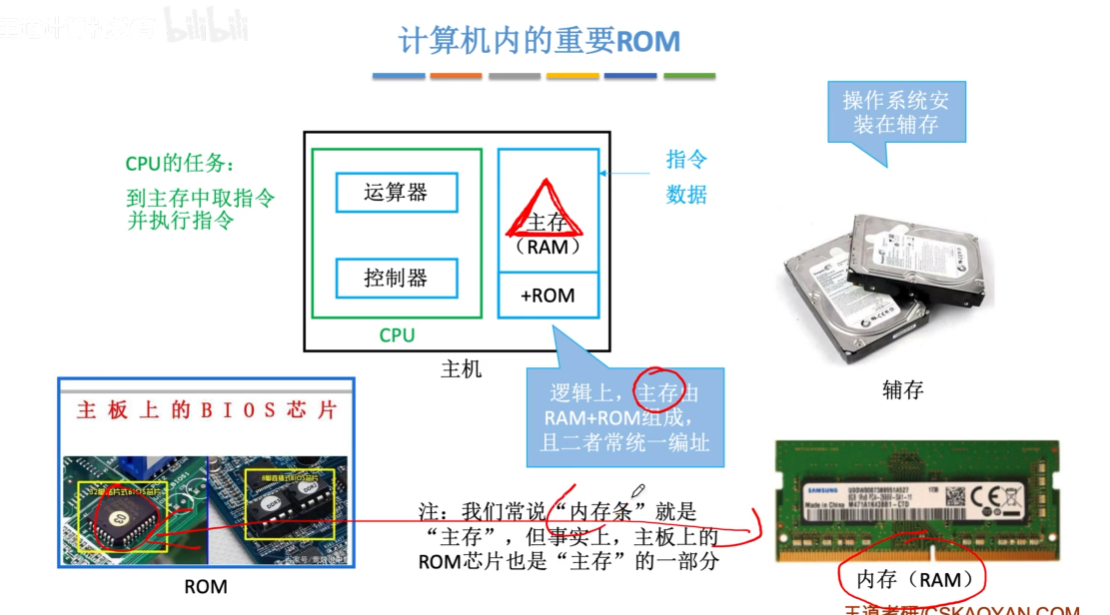 bilibili
计算机内的重要ROM
操作系统安
装在辅存
CPU的任务：
到主存中取指令
并执行指令
运算器
控制器
CPU
主存
（RAM）
+ROM
指令
数据
主机
辅存
逻辑上，主存由
RAM+ROM组成，
且二者常统一编址
主板上的BIOS芯片
ROM
注：我们常说“内存条”就是
“主存”，但事实上，主板上的
ROM芯片也是“主存”的一部分
SAMSUNG
Made in China
CE
内存（RAM）
王道考研/CSKAOYAN.COM